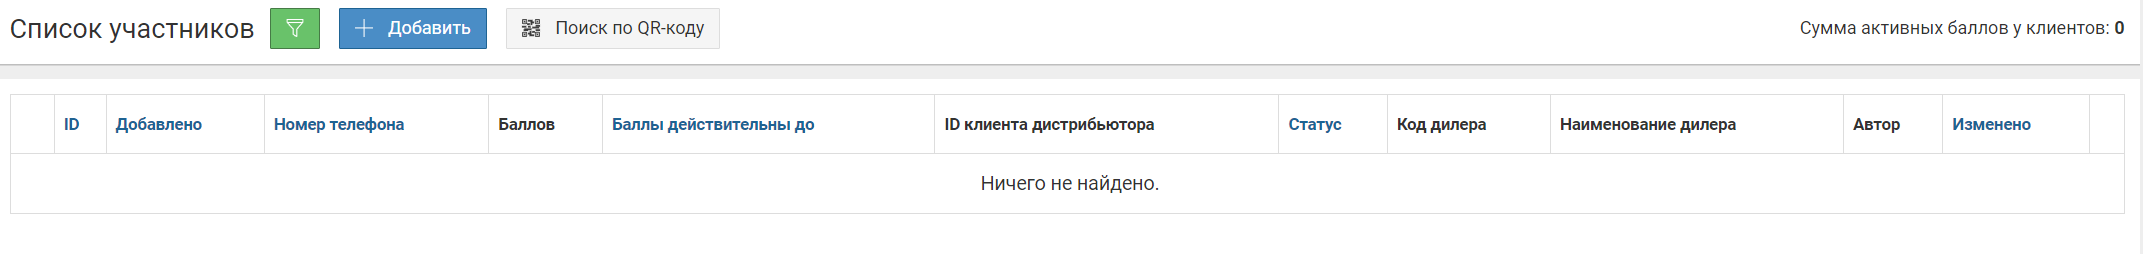 Список участников Добавить Поиск по QR-коду Сумма активных баллов у клиентов: 0
ID Добавлено Номер телефона Баллов Баллы действительны до ID клиента дистрибьютора Статус Код дилера Наименование дилера Автор Изменено
Ничего не найдено.